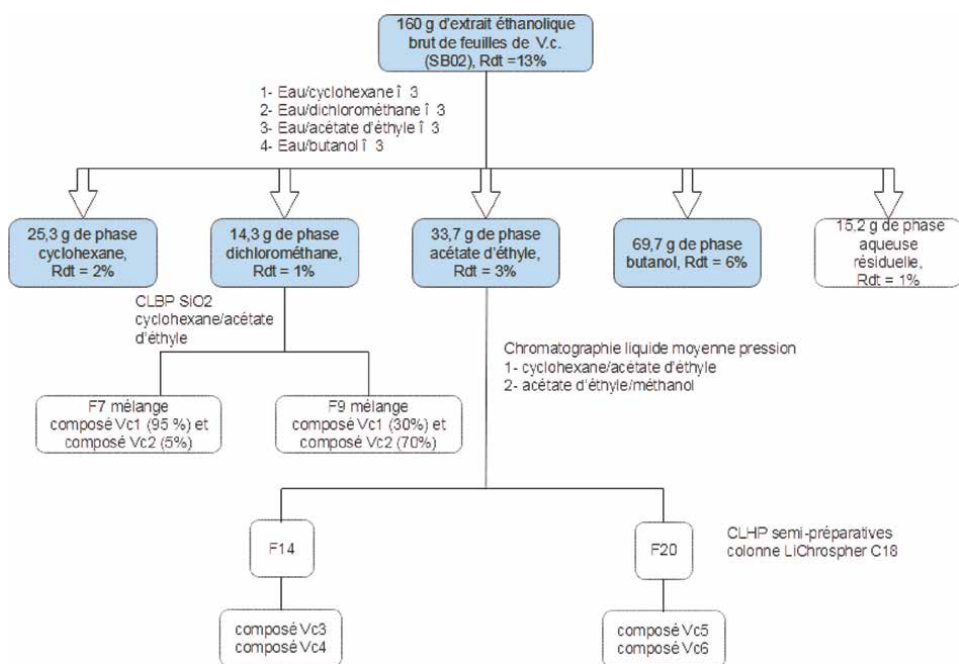 160 g d'extrait éthanolique
brut de feuilles de V.c.
(SB02), Rdt =13%
1- Eau/cyclohexane î 3
2- Eau/dichlorométhane î 3
3- Eau/acétate d'éthyle î 3
4- Eau/butanol î 3
25,3 g de phase
cyclohexane,
Rdt = 2%
14,3 g de phase
dichlorométhane,
Rdt = 1%
33,7 g de phase
acétate d'éthyle,
Rdt = 3%
69,7 g de phase
butanol, Rdt = 6%
15,2 g de phase
aqueuse
résiduelle,
Rdt = 1%
CLBP SiO2
cyclohexane/acétate
d'éthyle
Chromatographie liquide moyenne pression
1- cyclohexane/acétate d'éthyle
2- acétate d'éthyle/méthanol
F7 mélange
composé Vc1 (95 %) et
composé Vc2 (5%)
F9 mélange
composé Vc1 (30%) et
composé Vc2 (70%)
F14
F20
CLHP semi-préparatives
colonne LiChrospher C18
composé Vc3
composé Vc4
composé Vc5
composé Vc6